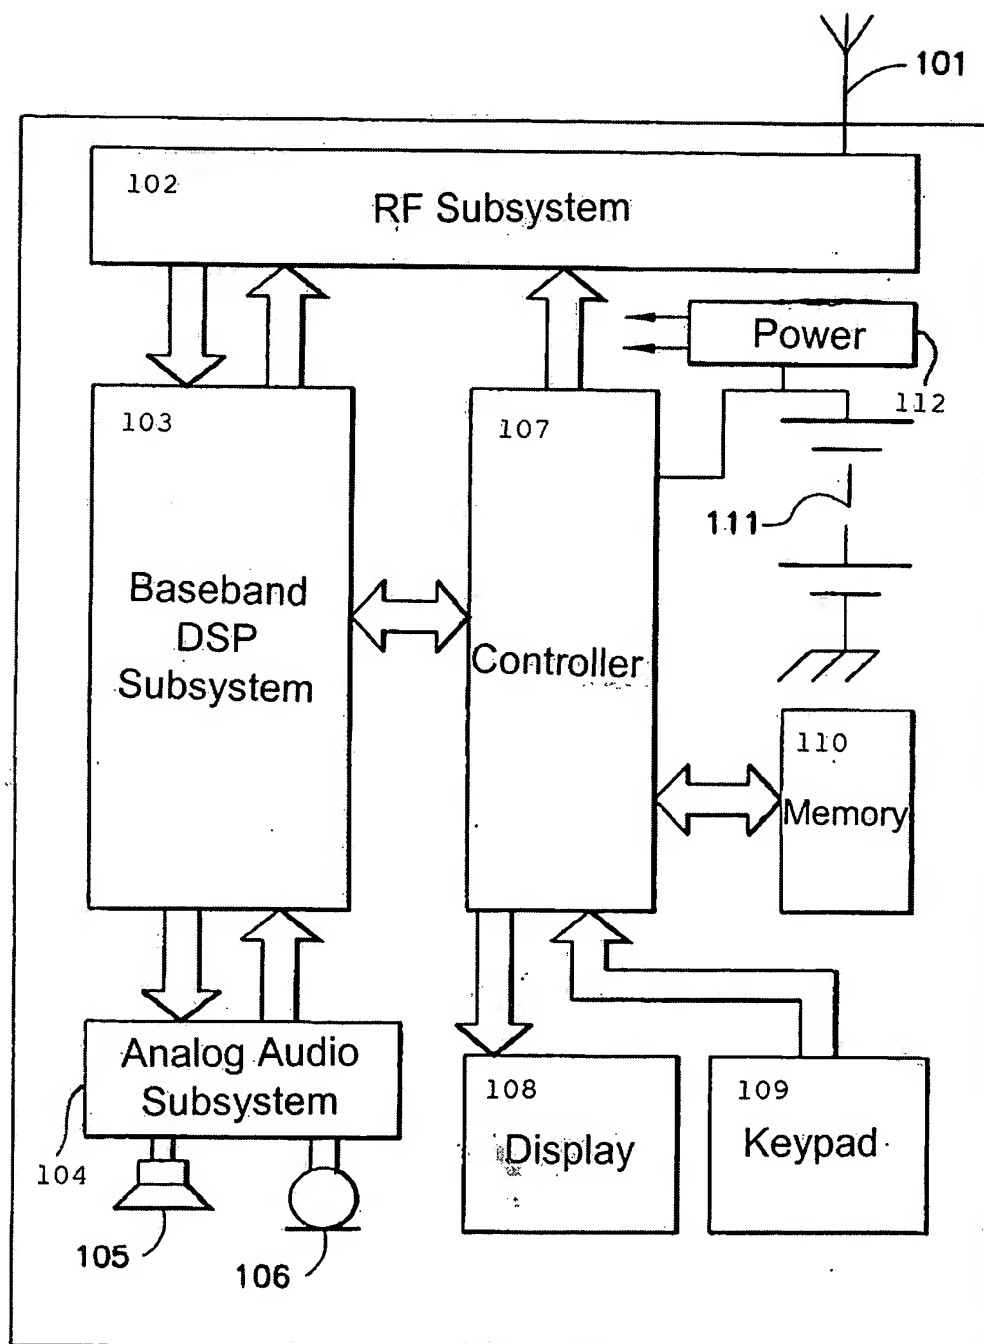 101
102
RF Subsystem
Power
112
103
107
111
Baseband
DSP
Subsystem
Controller
110
Memory
Analog Audio
Subsystem
104
105
106
108
Display
109
Keypad